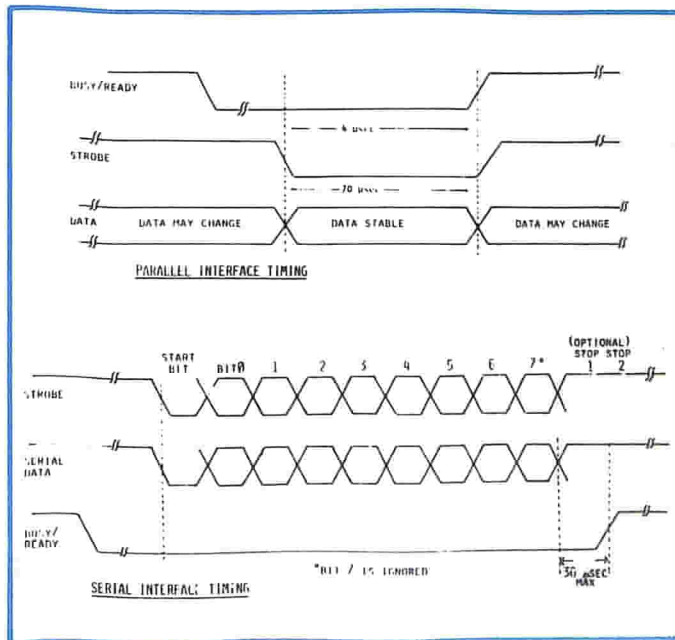 BUSY/READY
STROBE
µsec
70 µsec
DATA
DATA MAY CHANGE
DATA STABLE
DATA MAY CHANGE
PARALLEL INTERFACE TIMING
START
BIT
BIT0
1
2
3
4
5
6
7*
(OPTIONAL)
STOP STOP
1 2
STROBE
SERIAL
DATA
BUSY/
READY
*BIT 7 IS IGNORED
30 µSEC
MAX
SERIAL INTERFACE TIMING